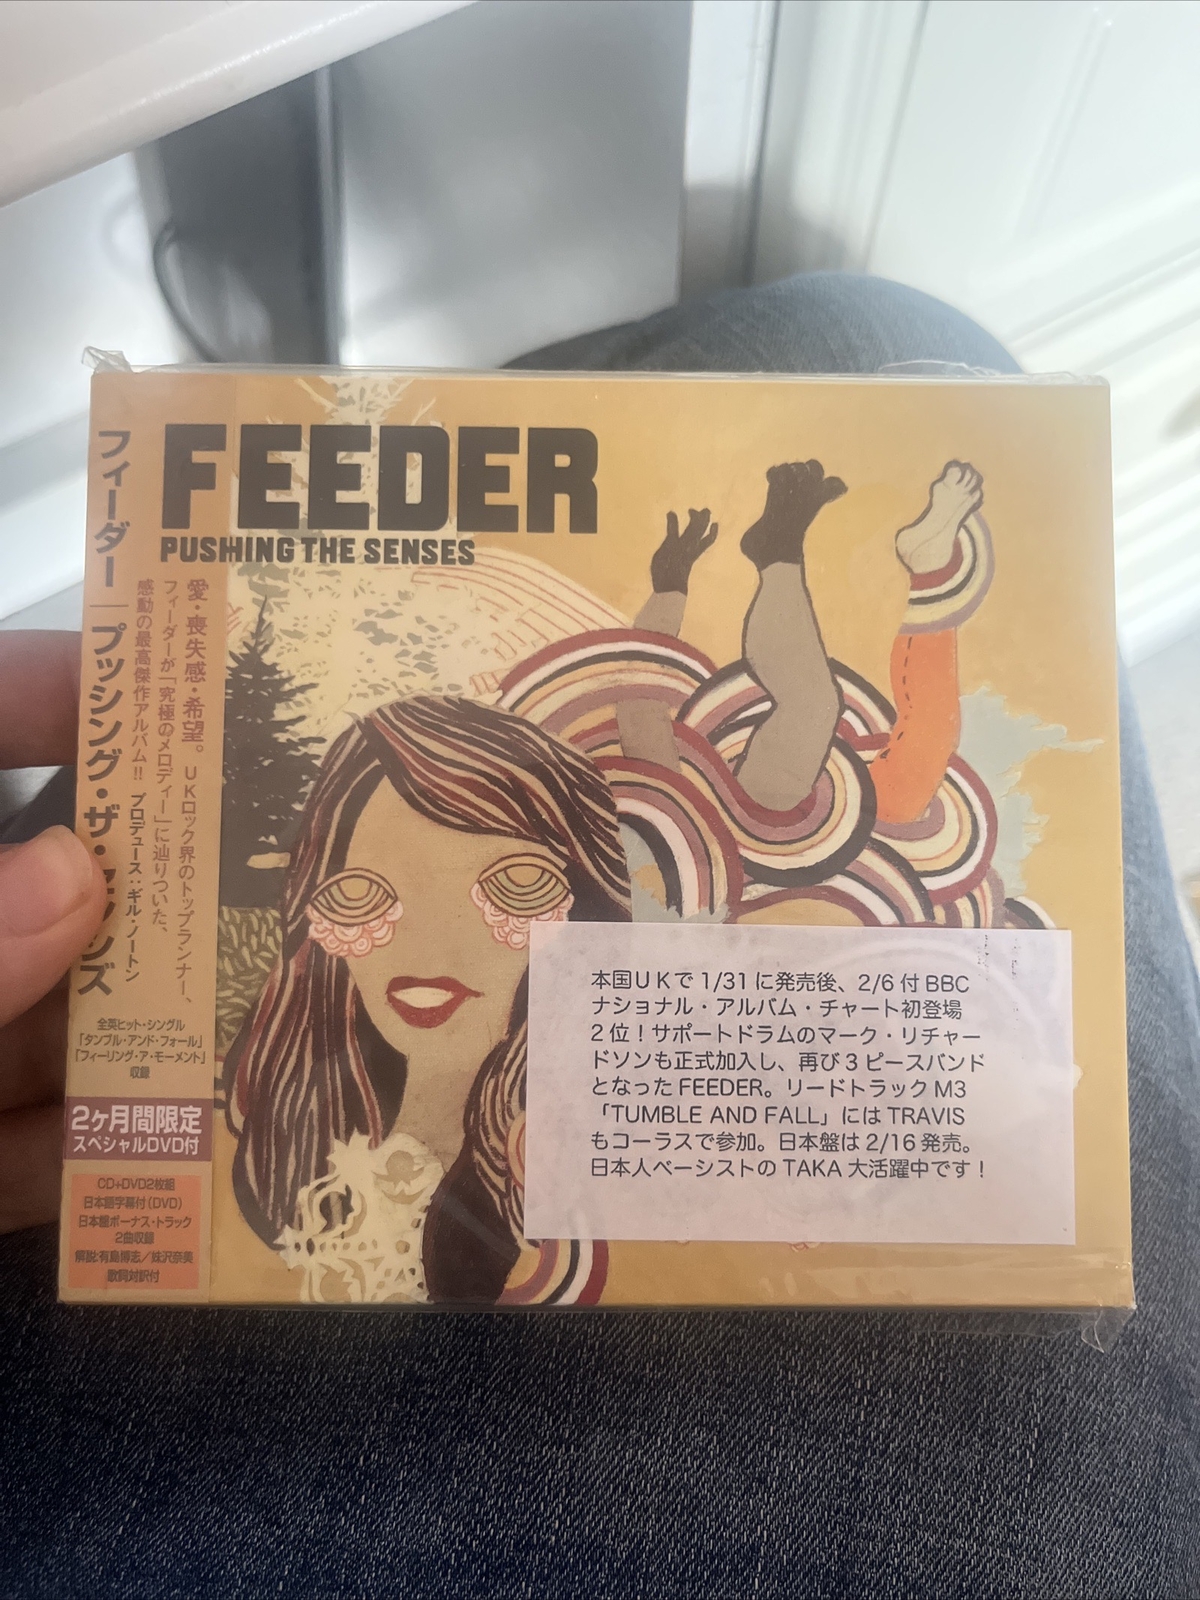 FEEDER
PUSHING THE SENSES
フィーダー|プッシング・ザ・センシズ
愛・喪失感・希望。UKロック界のトップランナー、
フィーダーが「究極のメロディー」に辿りついた、
感動の最高傑作アルバム!! プロデュース:ギル・ノートン
全英ヒット・シングル
「タンブル・アンド・フォール」
「フィーリング・ア・モーメント」
収録
2ヶ月間限定
スペシャルDVD付
CD+DVD2枚組
日本語字幕付(DVD)
日本盤ボーナス・トラック
2曲収録
解説:有島博志/妹沢奈美
歌詞対訳付
本国UKで1/31に発売後、2/6付BBC
ナショナル・アルバム・チャート初登場
2位!サポートドラムのマーク・リチャー
ドソンも正式加入し、再び3ピースバンド
となったFEEDER。リードトラックM3
「TUMBLE AND FALL」にはTRAVIS
もコーラスで参加。日本盤は2/16発売。
日本人ベーシストのTAKA大活躍中です!